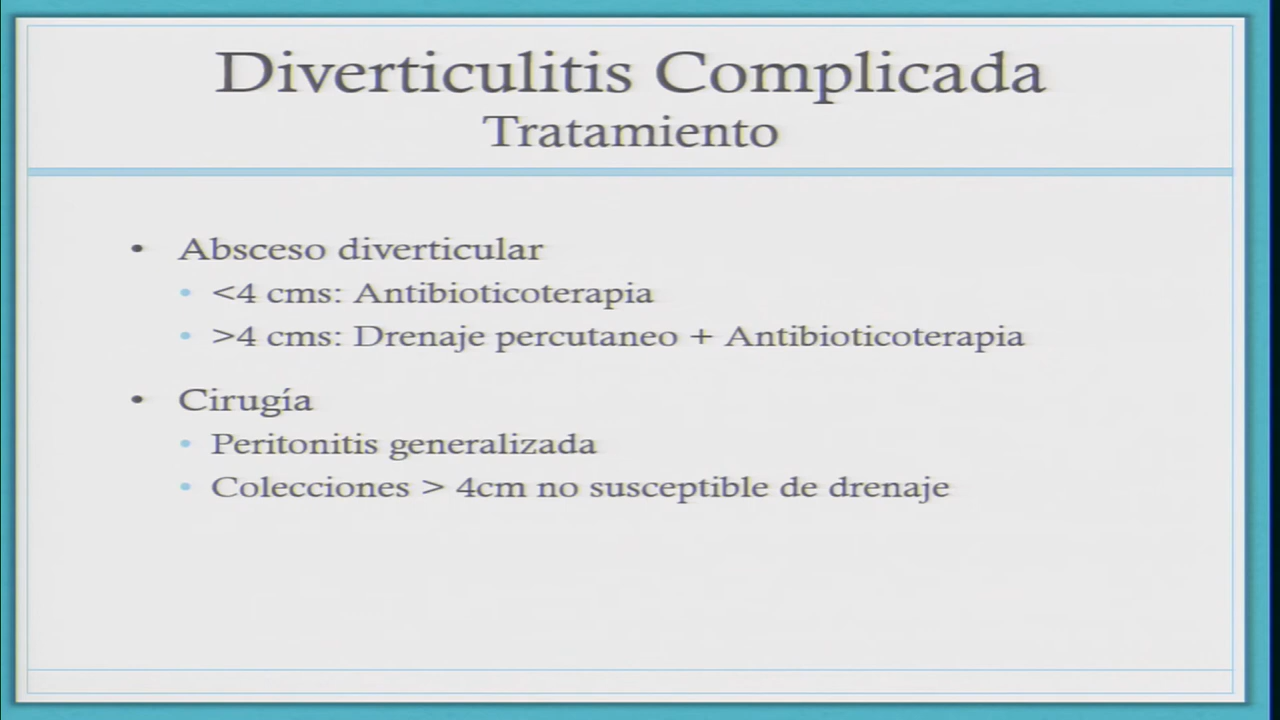 Diverticulitis Complicada
Tratamiento
• Absceso diverticular
• <4 cms: Antibioticoterapia
• >4 cms: Drenaje percutaneo + Antibioticoterapia
• Cirugía
• Peritonitis generalizada
• Colecciones > 4cm no susceptible de drenaje